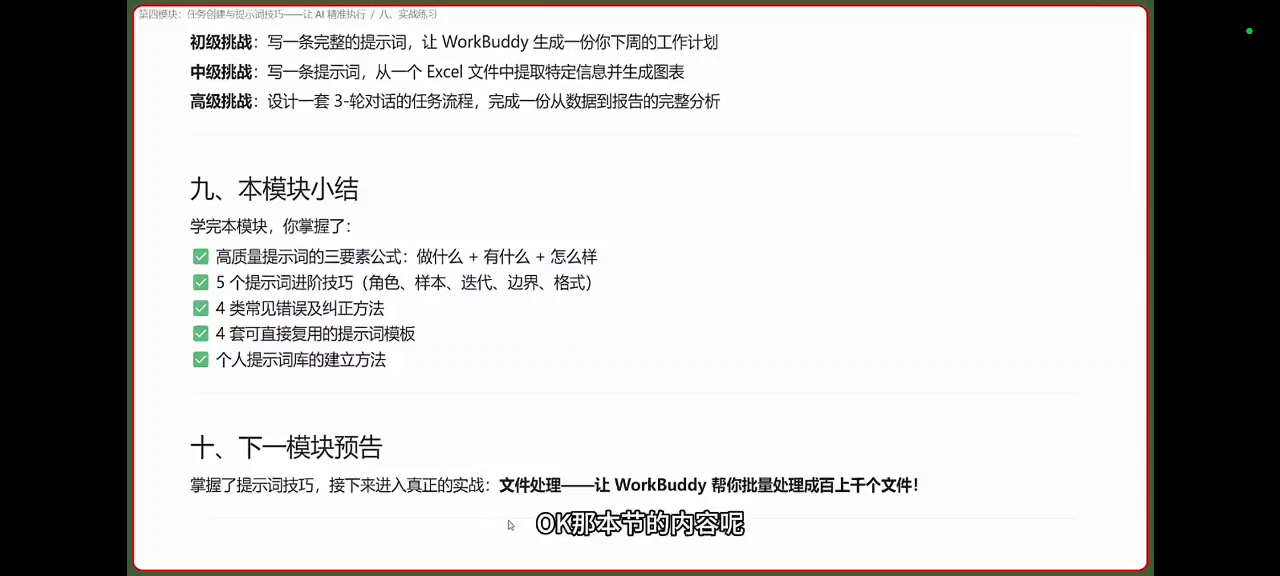 第四模块：任务创建与提示词技巧——让 AI 精准执行 / 八、实战练习
初级挑战：写一条完整的提示词，让 WorkBuddy 生成一份你下周的工作计划
中级挑战：写一条提示词，从一个 Excel 文件中提取特定信息并生成图表
高级挑战：设计一套 3-轮对话的任务流程，完成一份从数据到报告的完整分析
九、本模块小结
学完本模块，你掌握了：
高质量提示词的三要素公式：做什么 + 有什么 + 怎么样
5 个提示词进阶技巧（角色、样本、迭代、边界、格式）
4 类常见错误及纠正方法
4 套可直接复用的提示词模板
个人提示词库的建立方法
十、下一模块预告
掌握了提示词技巧，接下来进入真正的实战：文件处理——让 WorkBuddy 帮你批量处理成百上千个文件！
OK那本节的内容呢